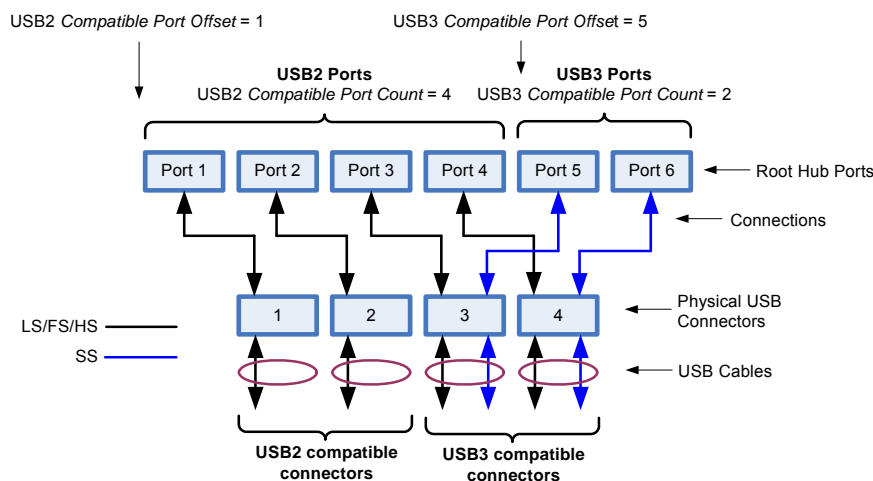 USB2 Compatible Port Offset = 1
USB3 Compatible Port Offset = 5
USB2 Ports
USB2 Compatible Port Count = 4
USB3 Ports
USB3 Compatible Port Count = 2
Port 1
Port 2
Port 3
Port 4
Port 5
Port 6
Root Hub Ports
Connections
1
2
3
4
Physical USB
Connectors
LS/FS/HS
SS
USB Cables
USB2 compatible
connectors
USB3 compatible
connectors